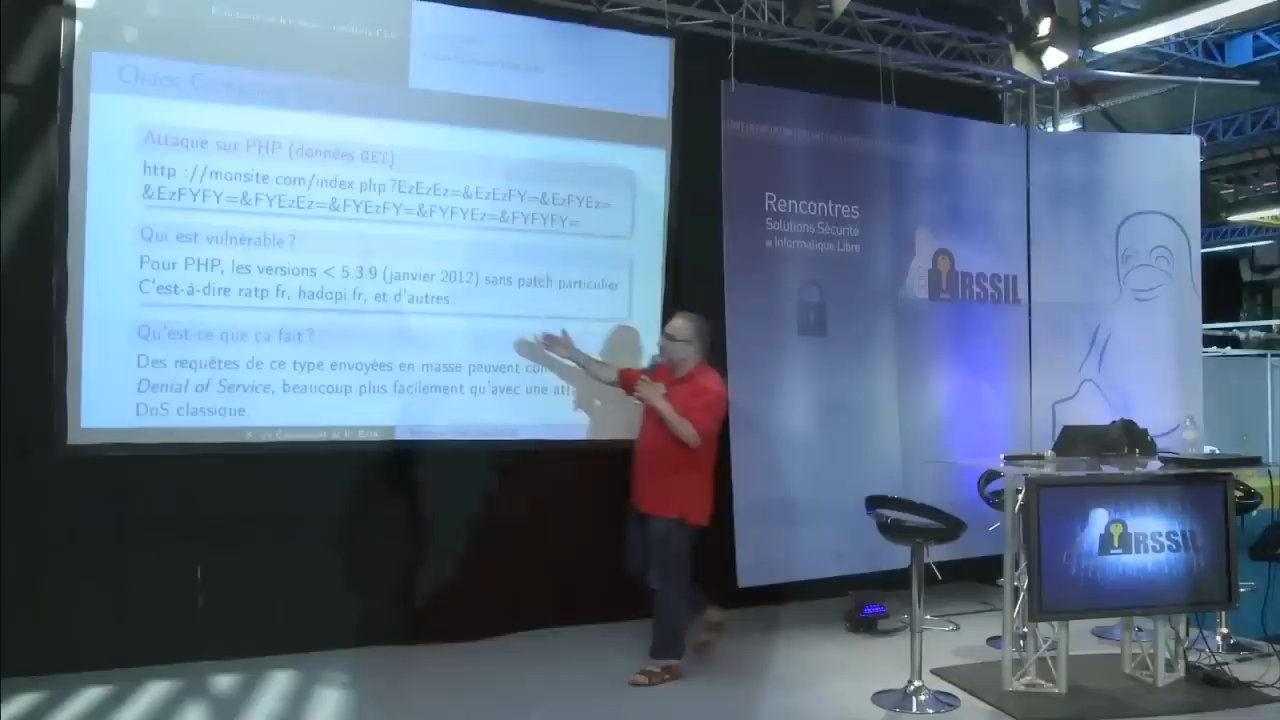 Attaque sur PHP (données GET)
http ://monsite.com/index.php?EzEzEz=&EzEzFY=&EzFYEz=
&EzFYFY=&FYEzEz=&FYEzFY=&FYFYEz=&FYFYFY=
Qui est vulnérable ?
Pour PHP, les versions < 5.3.9 (janvier 2012) sans patch particulier
C'est-à-dire ratp.fr, hadopi.fr, et d'autres.
Qu'est ce que ça fait ?
Des requêtes de ce type envoyées en masse peuvent
Denial of Service, beaucoup plus facilement qu'avec une
DoS classique.
Rencontres
Solutions Sécurité
et Informatique Libre
RSSIL
RSSIL